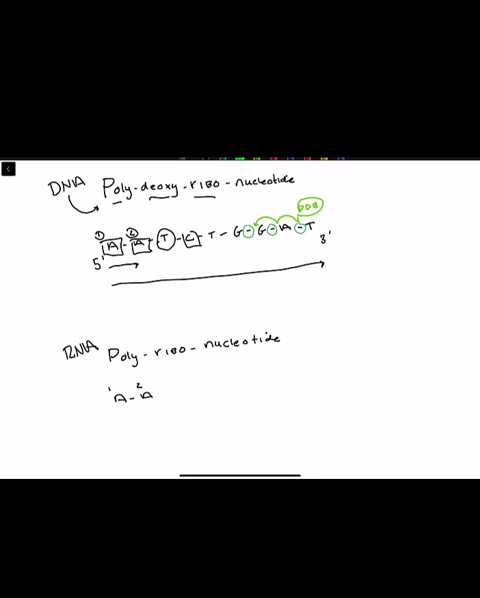 DNA Poly-deoxy-ribo-nucleotide
PDB
① ②
A-A-T-C-T-G-G-A-T
5' 3'
RNA Poly-ribo-nucleotide
1 2
A-A